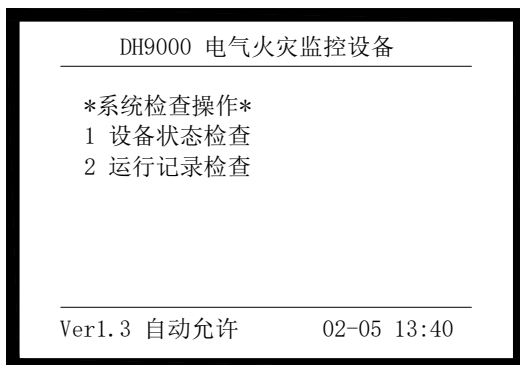 DH9000 电气火灾监控设备
*系统检查操作*
1 设备状态检查
2 运行记录检查
Ver1.3 自动允许 02-05 13:40